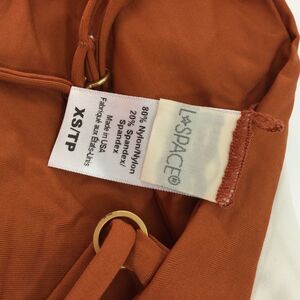 L*SPACE®
80% Nylon/Nylon
20% Spandex/
Spandex
Made in USA
Fabriqué aux États-Unis
XS/TP